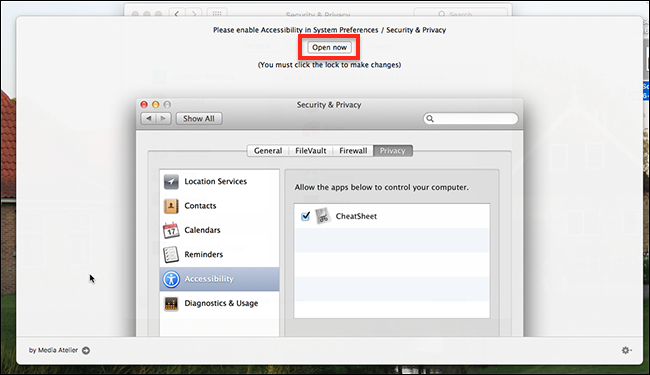 Security & Privacy
Search
Please enable Accessibility in System Preferences / Security & Privacy
Open now
(You must click the lock to make changes)
Security & Privacy
Show All
General FileVault Firewall Privacy
Location Services
Contacts
Calendars
Reminders
Accessibility
Diagnostics & Usage
Allow the apps below to control your computer.
CheatSheet
by Media Atelier